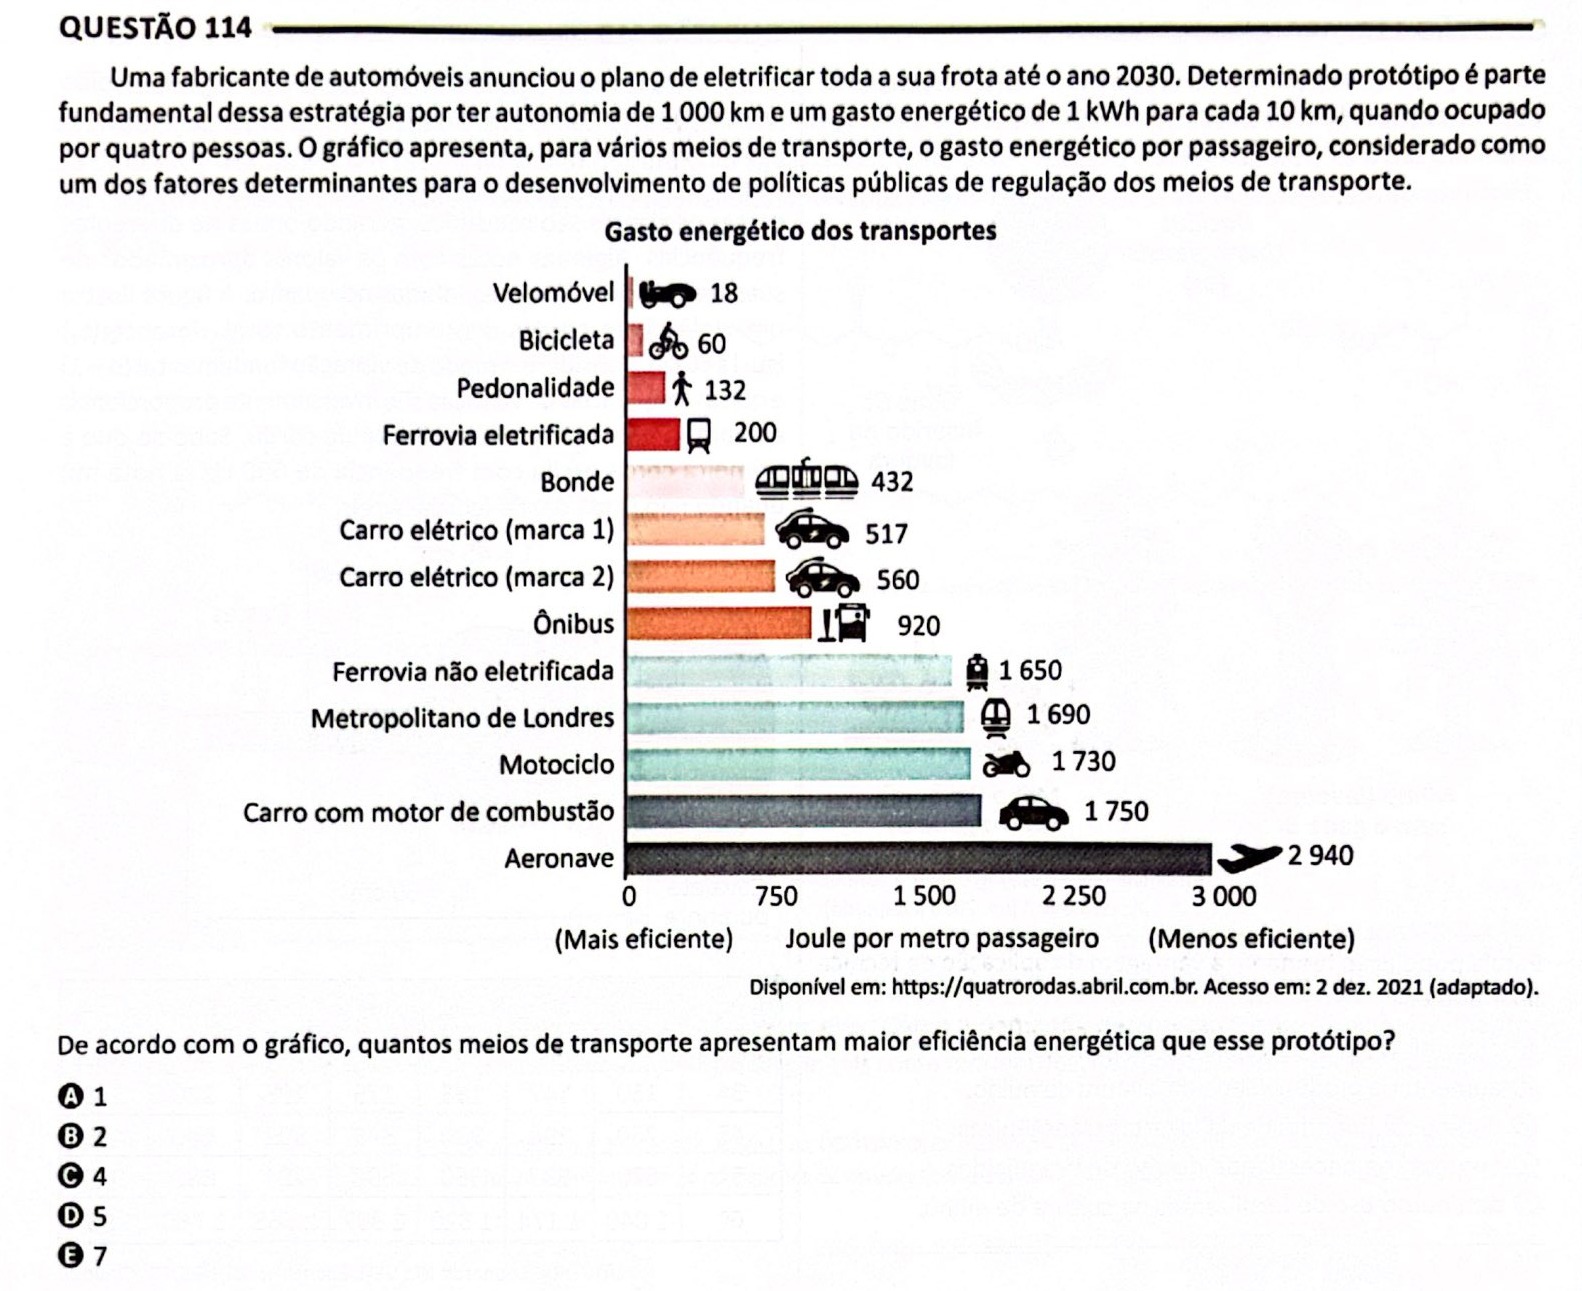 QUESTÃO 114
Uma fabricante de automóveis anunciou o plano de eletrificar toda a sua frota até o ano 2030. Determinado protótipo é parte
fundamental dessa estratégia por ter autonomia de 1 000 km e um gasto energético de 1 kWh para cada 10 km, quando ocupado
por quatro pessoas. O gráfico apresenta, para vários meios de transporte, o gasto energético por passageiro, considerado como
um dos fatores determinantes para o desenvolvimento de políticas públicas de regulação dos meios de transporte.
Gasto energético dos transportes
Velomóvel 18
Bicicleta 60
Pedonalidade 132
Ferrovia eletrificada 200
Bonde 432
Carro elétrico (marca 1) 517
Carro elétrico (marca 2) 560
Ônibus 920
Ferrovia não eletrificada 1 650
Metropolitano de Londres 1 690
Motociclo 1 730
Carro com motor de combustão 1 750
Aeronave 2 940
0 750 1 500 2 250 3 000
(Mais eficiente) Joule por metro passageiro (Menos eficiente)
Disponível em: https://quatrorodas.abril.com.br. Acesso em: 2 dez. 2021 (adaptado).
De acordo com o gráfico, quantos meios de transporte apresentam maior eficiência energética que esse protótipo?
A 1
B 2
C 4
D 5
E 7